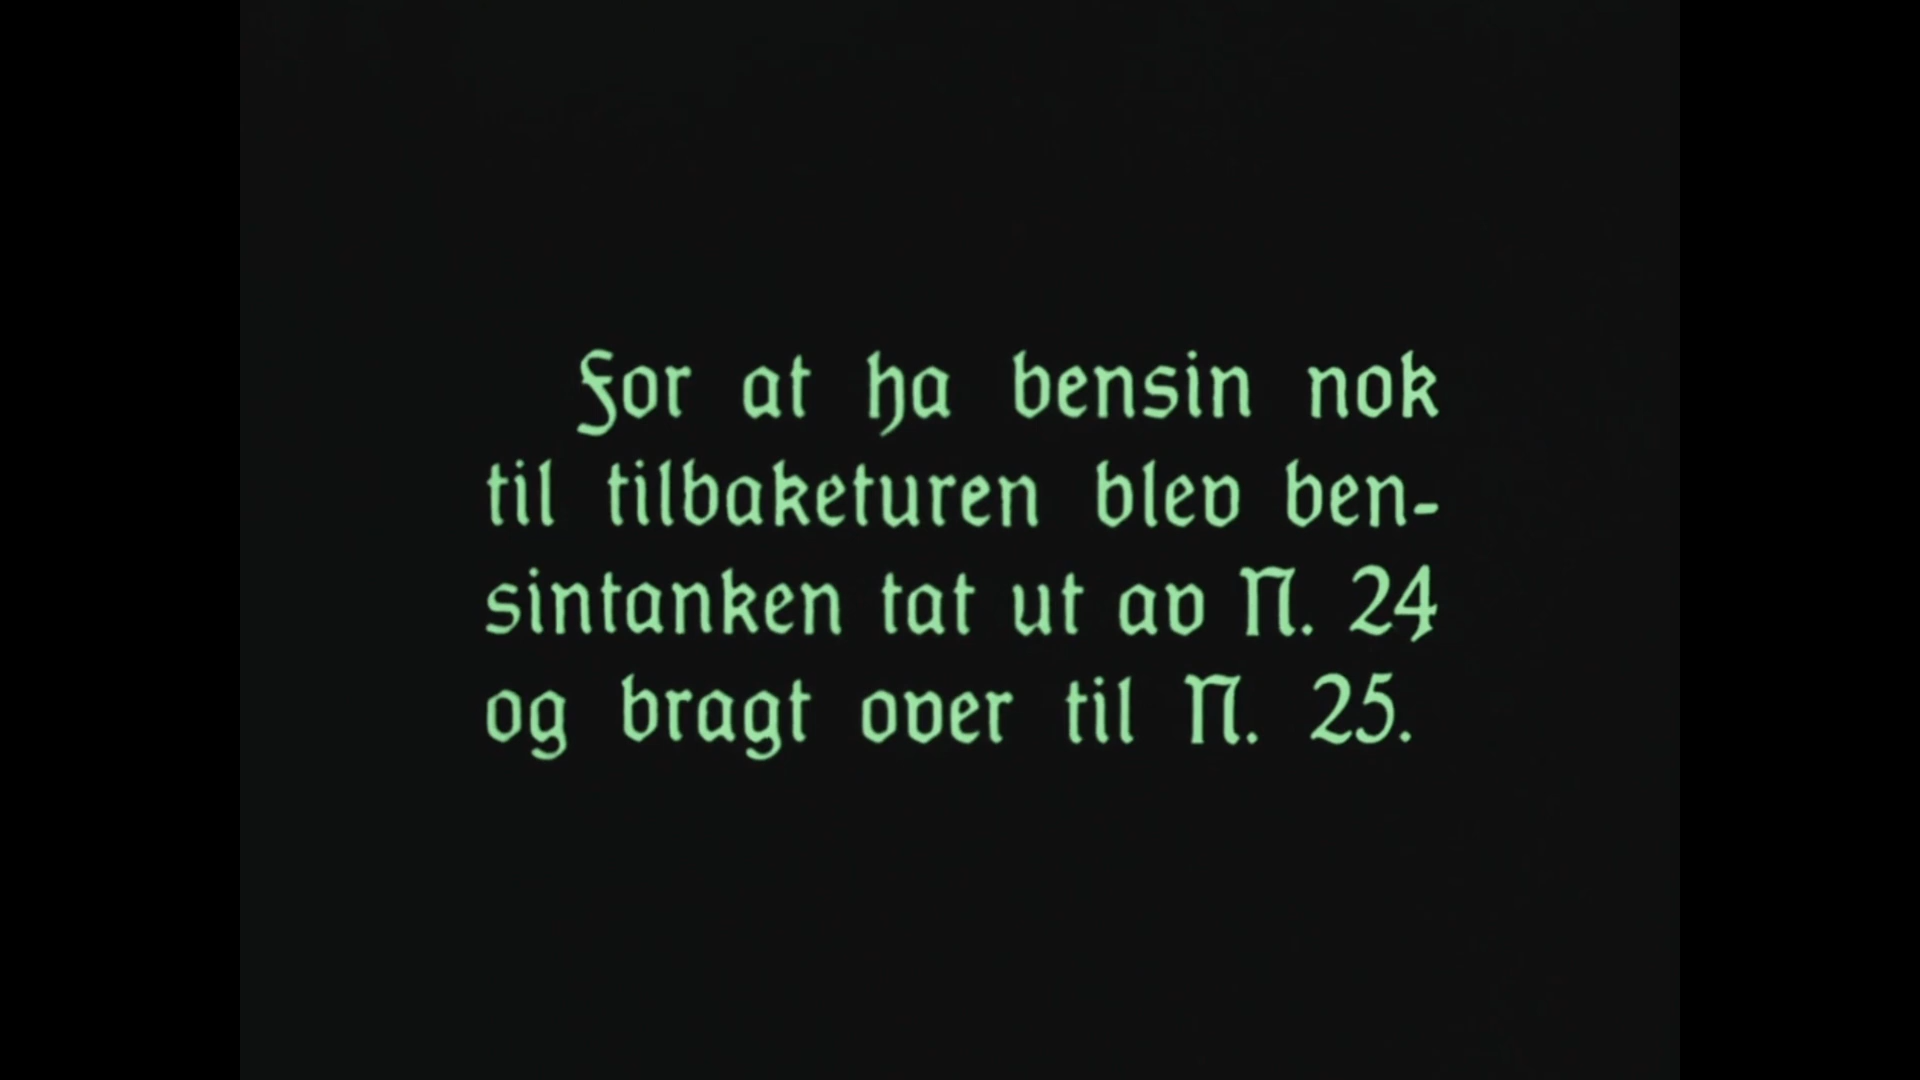 For at ha bensin nok
til tilbaketuren blev ben-
sintanken tat ut av N. 24
og bragt over til N. 25.